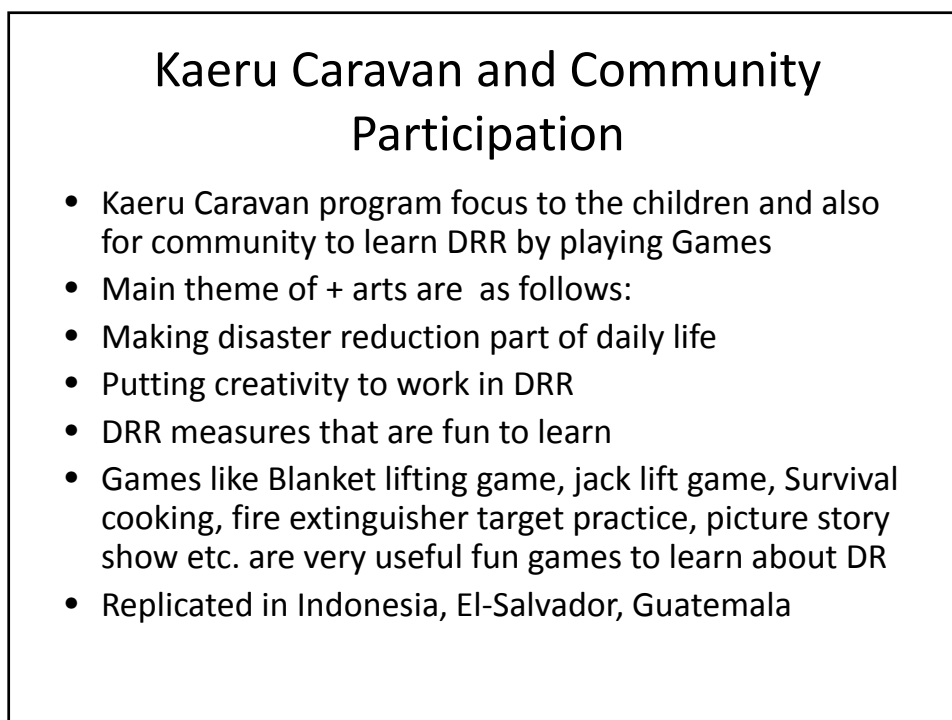 Kaeru Caravan and Community
Participation
• Kaeru Caravan program focus to the children and also
for community to learn DRR by playing Games
• Main theme of + arts are as follows:
• Making disaster reduction part of daily life
• Putting creativity to work in DRR
• DRR measures that are fun to learn
• Games like Blanket lifting game, jack lift game, Survival
cooking, fire extinguisher target practice, picture story
show etc. are very useful fun games to learn about DR
• Replicated in Indonesia, El-Salvador, Guatemala